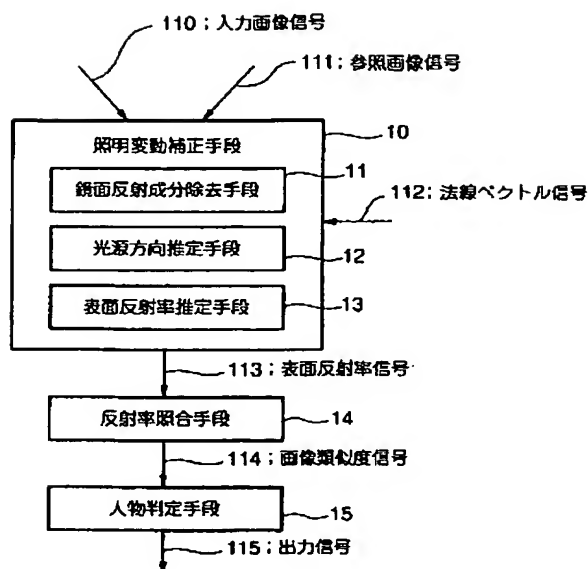 110；入力画像信号
111；参照画像信号
10
照明変動補正手段
11
鏡面反射成分除去手段
112；法線ベクトル信号
光源方向推定手段
12
表面反射率推定手段
13
113；表面反射率信号
反射率照合手段
14
114；画像類似度信号
人物判定手段
15
115；出力信号